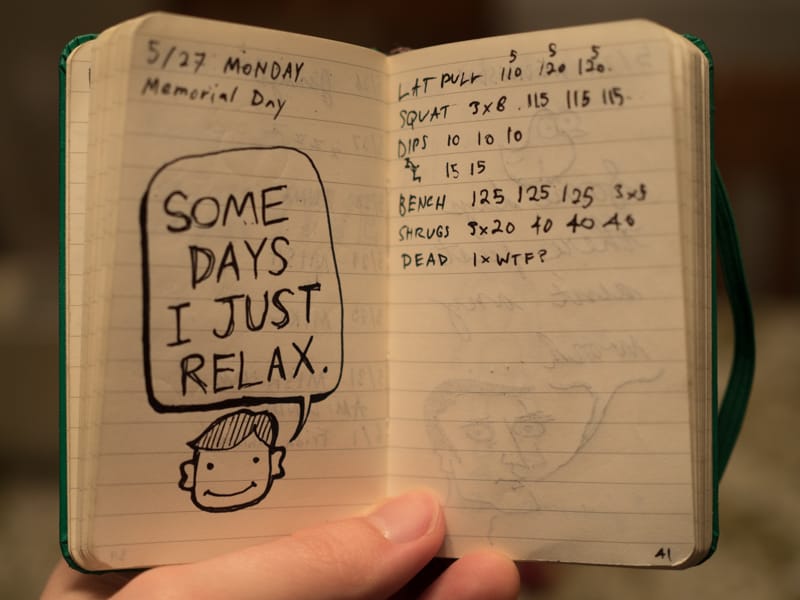 5/27 MONDAY
Memorial Day
SOME
DAYS
I JUST
RELAX.
5 5 5
LAT PULL 110 120 120.
SQUAT 3x8 115 115 115
DIPS 10 10 10
15 15
BENCH 125 125 125 3x5
SHRUGS 3x20 40 40 40
DEAD 1x WTF?
41